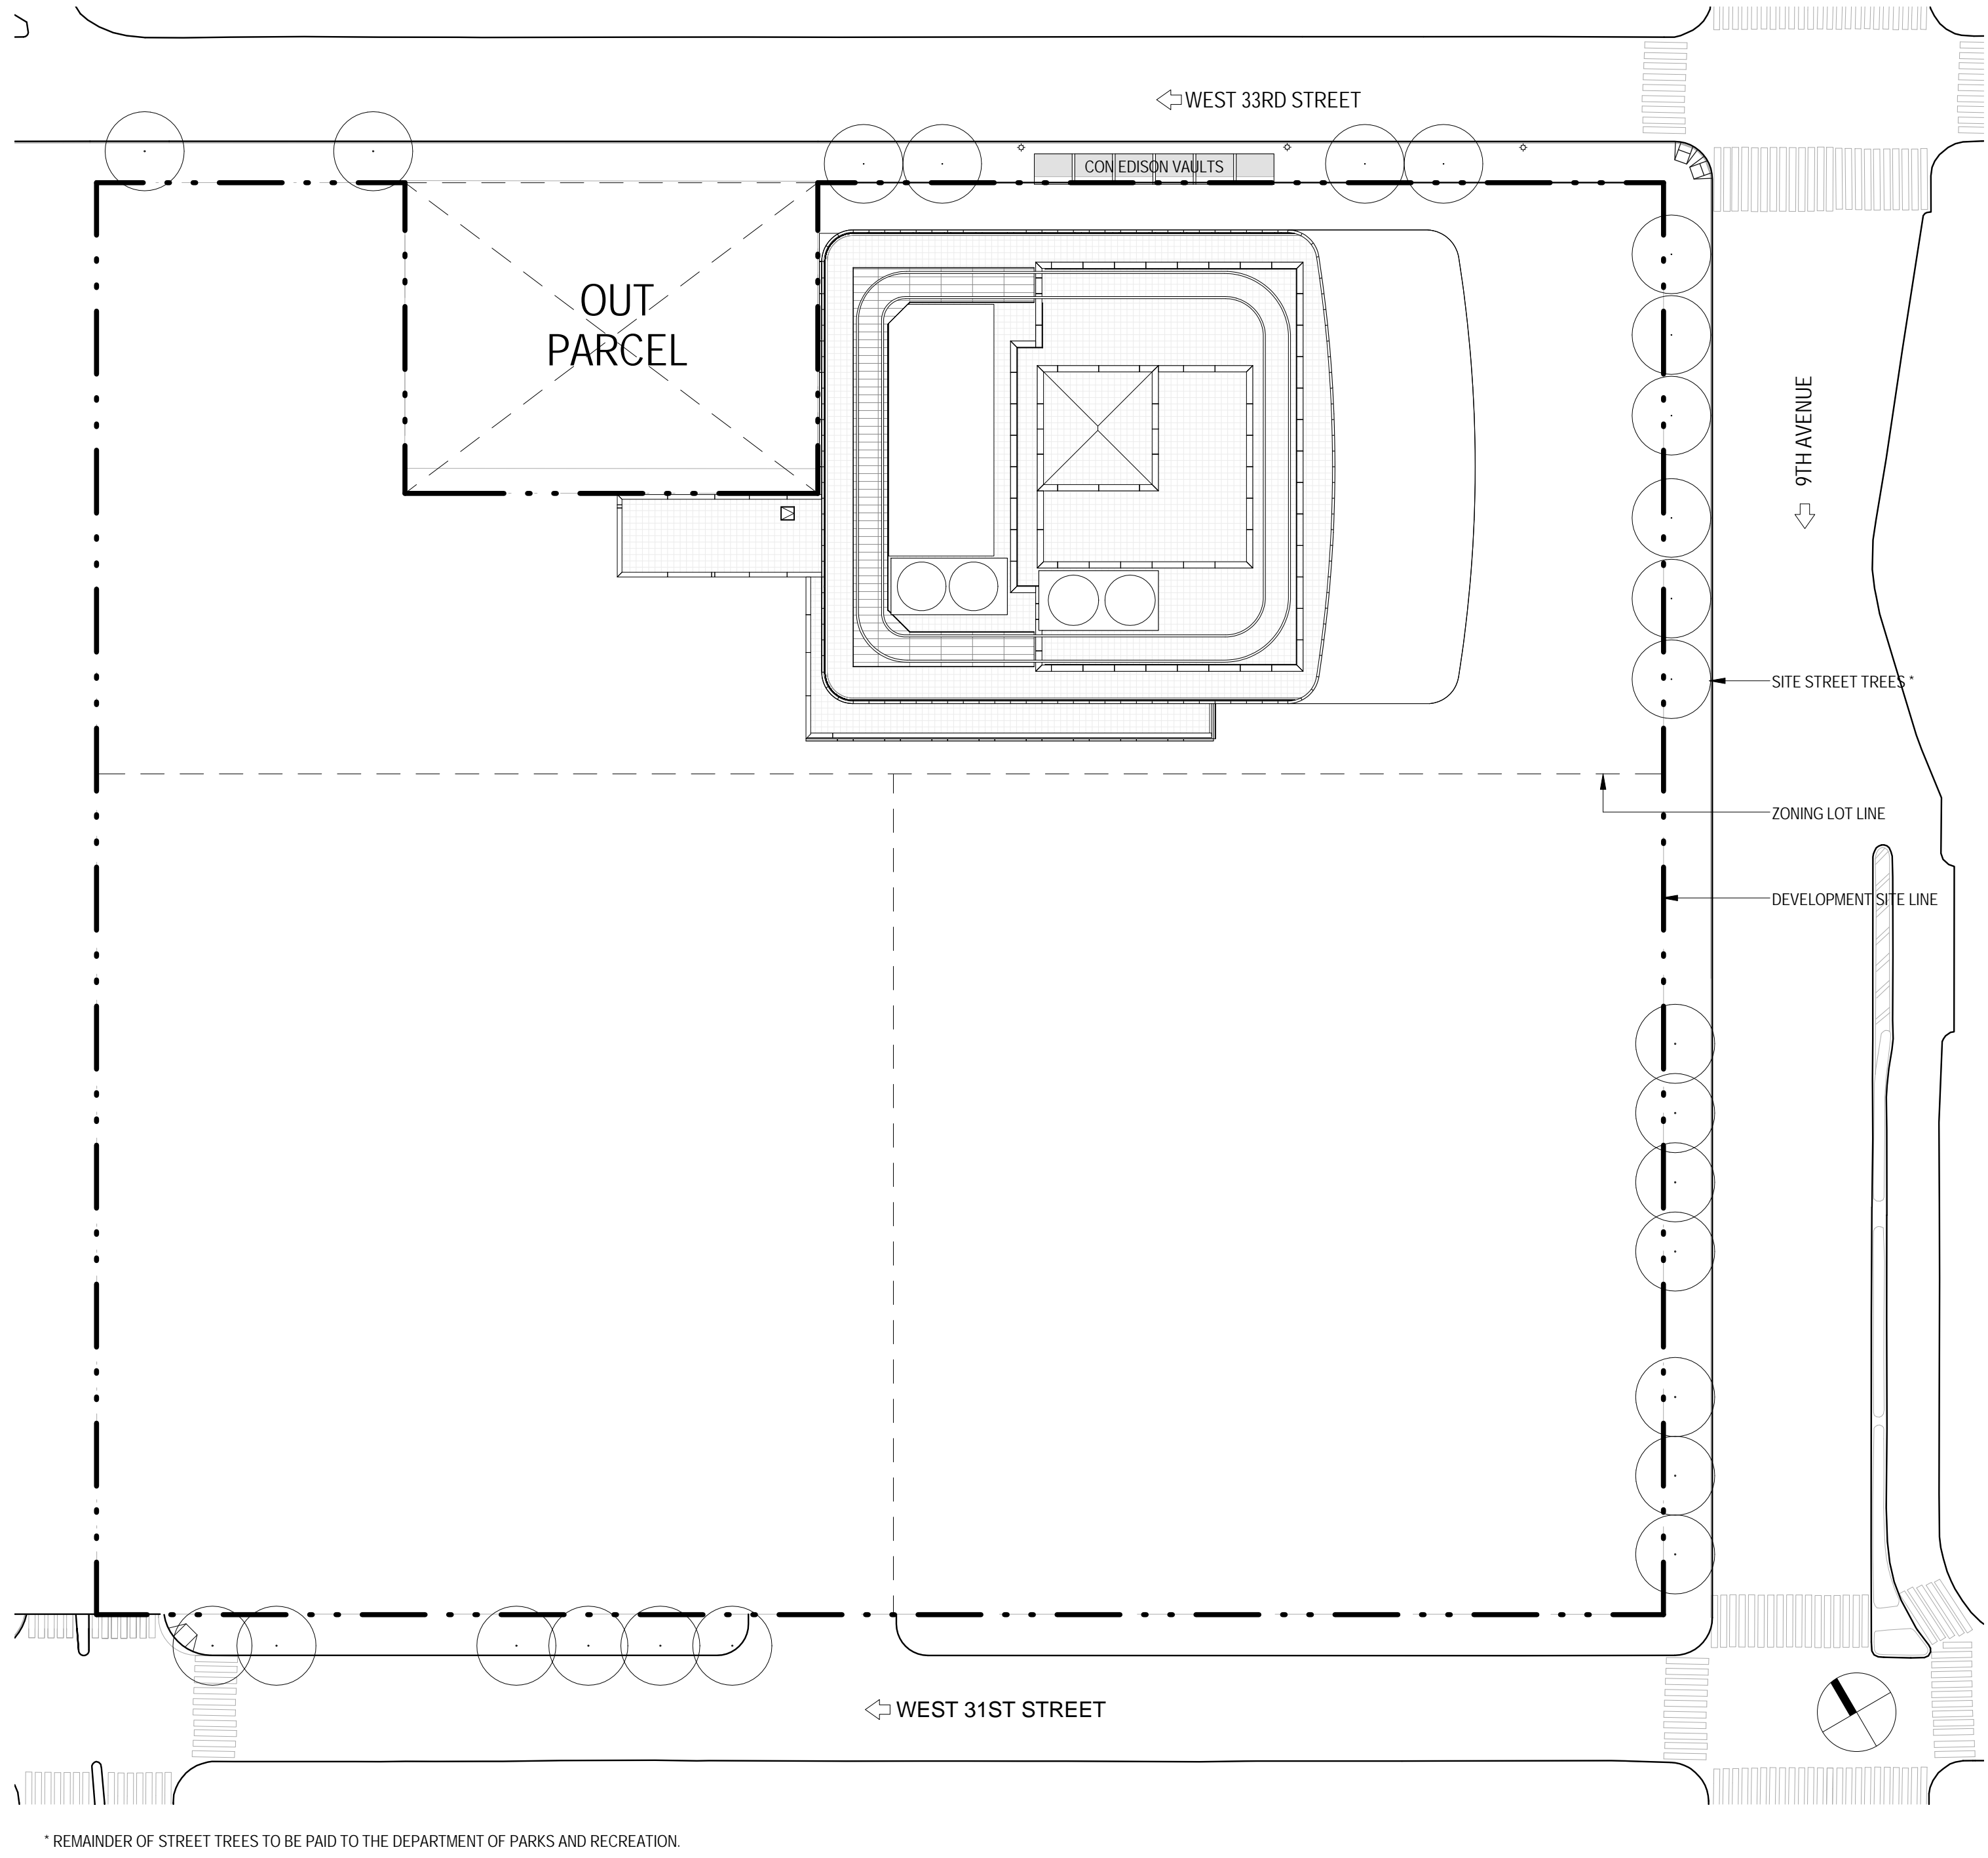 WEST 33RD STREET
CON EDISON VAULTS
OUT
PARCEL
9TH AVENUE
SITE STREET TREES *
ZONING LOT LINE
DEVELOPMENT SITE LINE
WEST 31ST STREET
* REMAINDER OF STREET TREES TO BE PAID TO THE DEPARTMENT OF PARKS AND RECREATION.